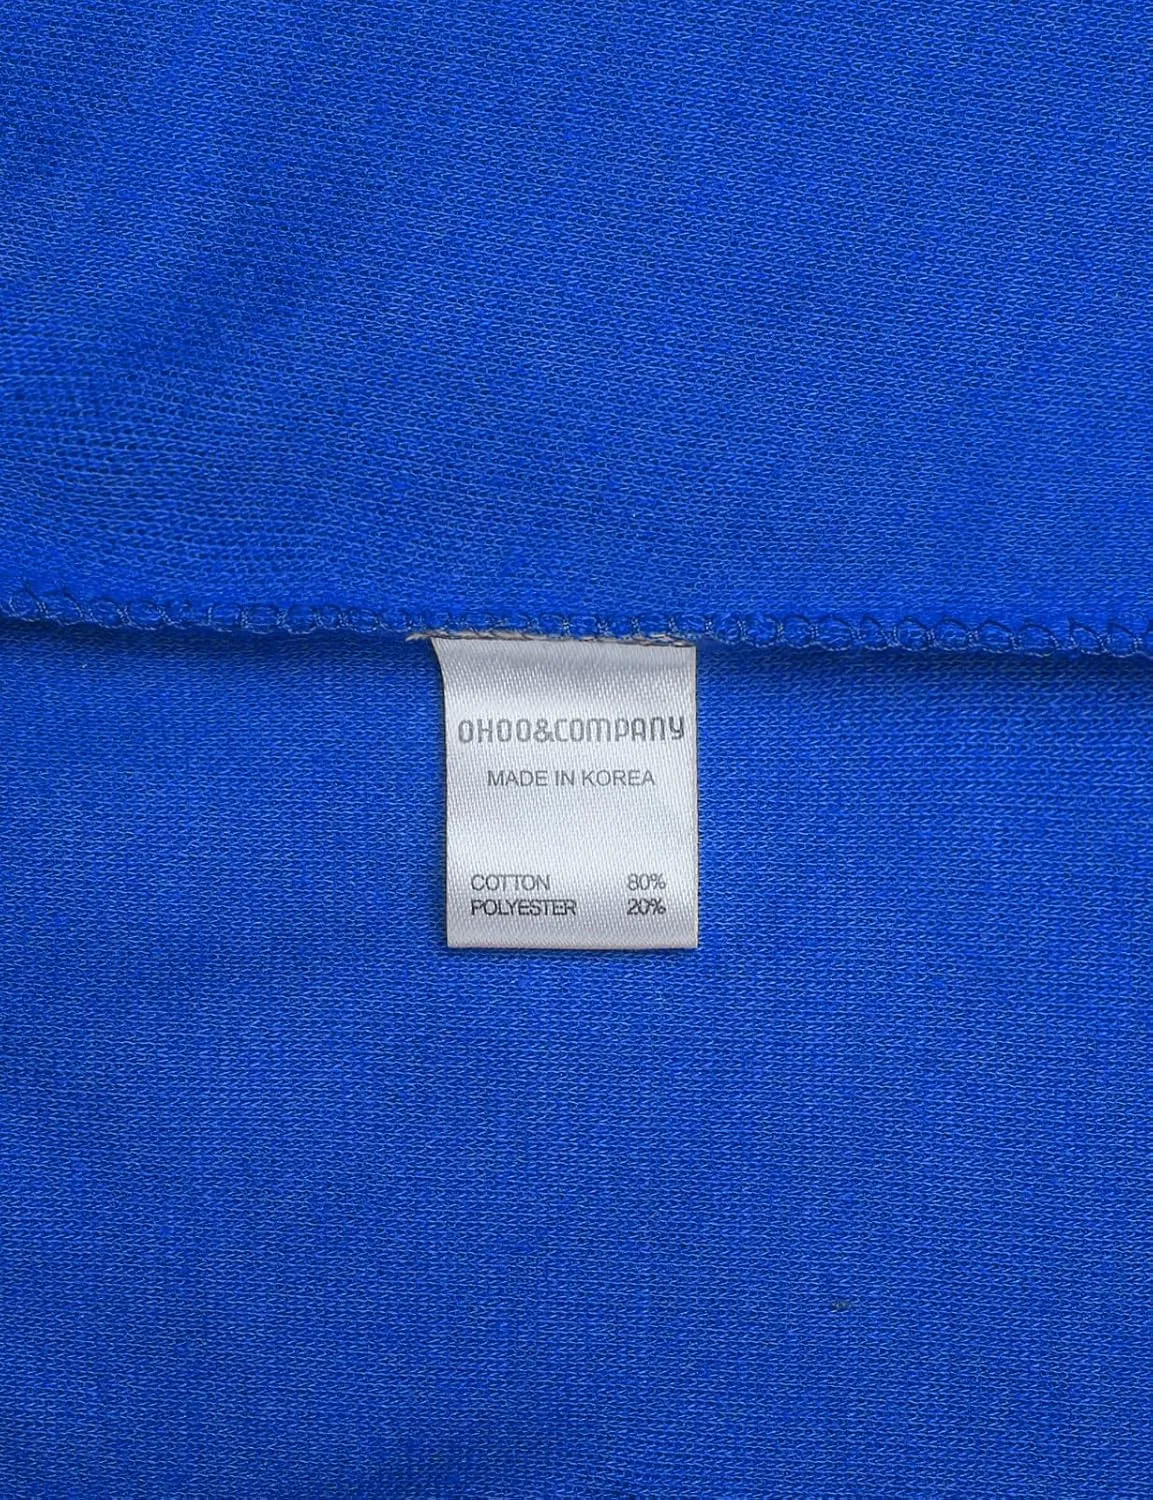 OHOO&COMPANY
MADE IN KOREA
COTTON 80%
POLYESTER 20%